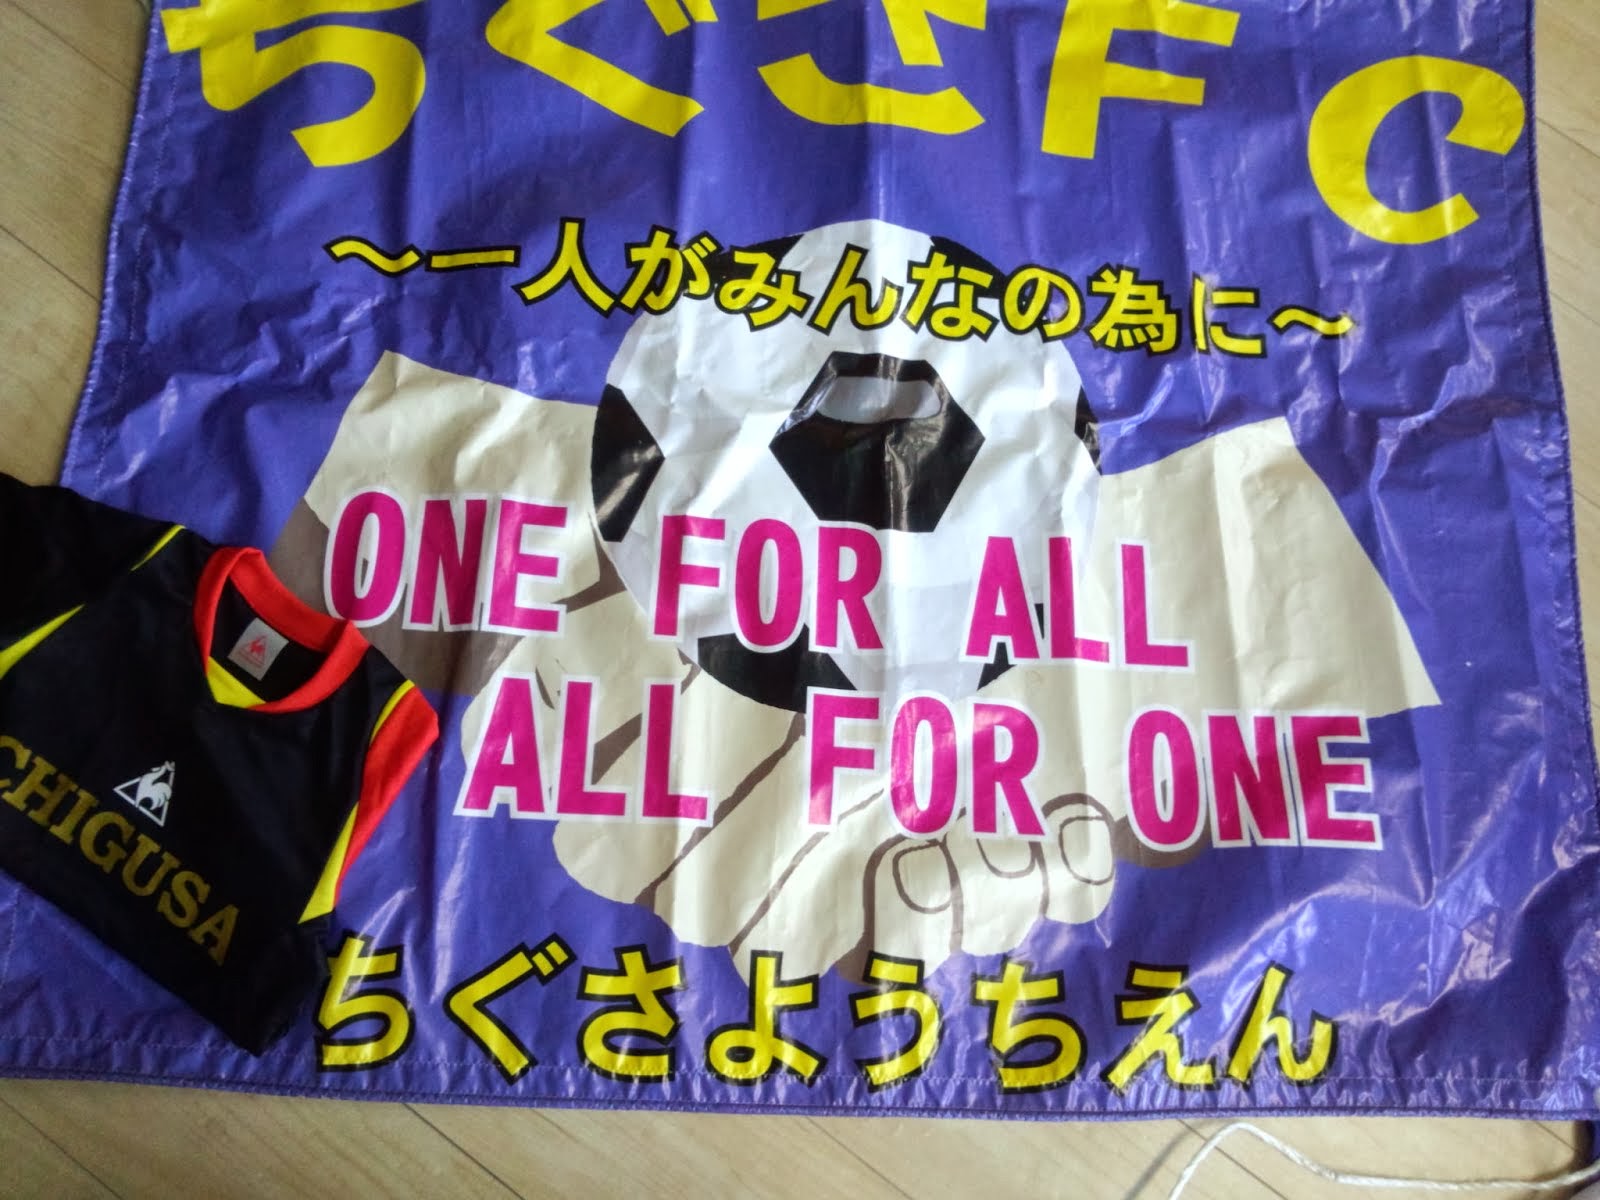 ちぐさFC
～一人がみんなの為に～
ONE FOR ALL
ALL FOR ONE
CHIGUSA
ちぐさようちえん